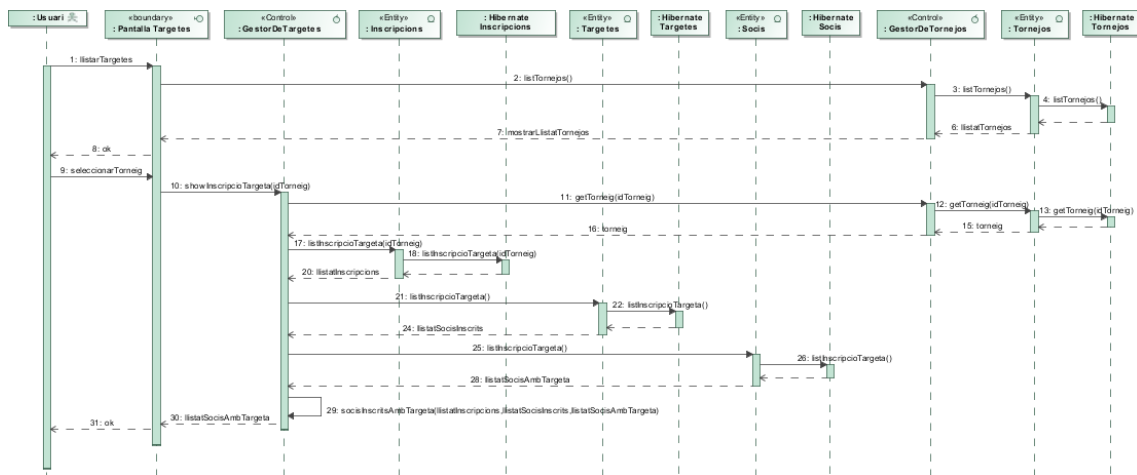 : Usuari
«boundary»
: Pantalla Targetes
«Control»
: GestorDeTargetes
«Entity»
: Inscripcions
: Hibernate
Inscripcions
«Entity»
: Targetes
: Hibernate
Targetes
«Entity»
: Socis
: Hibernate
Socis
«Control»
: GestorDeTornejos
«Entity»
: Tornejos
: Hibernate
Tornejos
1: llistarTargetes
2: listTornejos()
3: listTornejos()
4: listTornejos()
6: llistatTornejos
7: mostrarLlistatTornejos
8: ok
9: seleccionarTorneig
10: showInscripcioTargeta(idTorneig)
11: getTorneig(idTorneig)
12: getTorneig(idTorneig)
13: getTorneig(idTorneig)
15: torneig
16: torneig
17: listInscripcioTargeta(idTorneig)
18: listInscripcioTargeta(idTorneig)
20: llistatInscripcions
21: listInscripcioTargeta()
22: listInscripcioTargeta()
24: llistatSocisInscrits
25: listInscripcioTargeta()
26: listInscripcioTargeta()
28: llistatSocisAmbTargeta
29: socisInscritsAmbTargeta(llistatInscripcions,llistatSocisInscrits,llistatSocisAmbTargeta)
30: llistatSocisAmbTargeta
31: ok